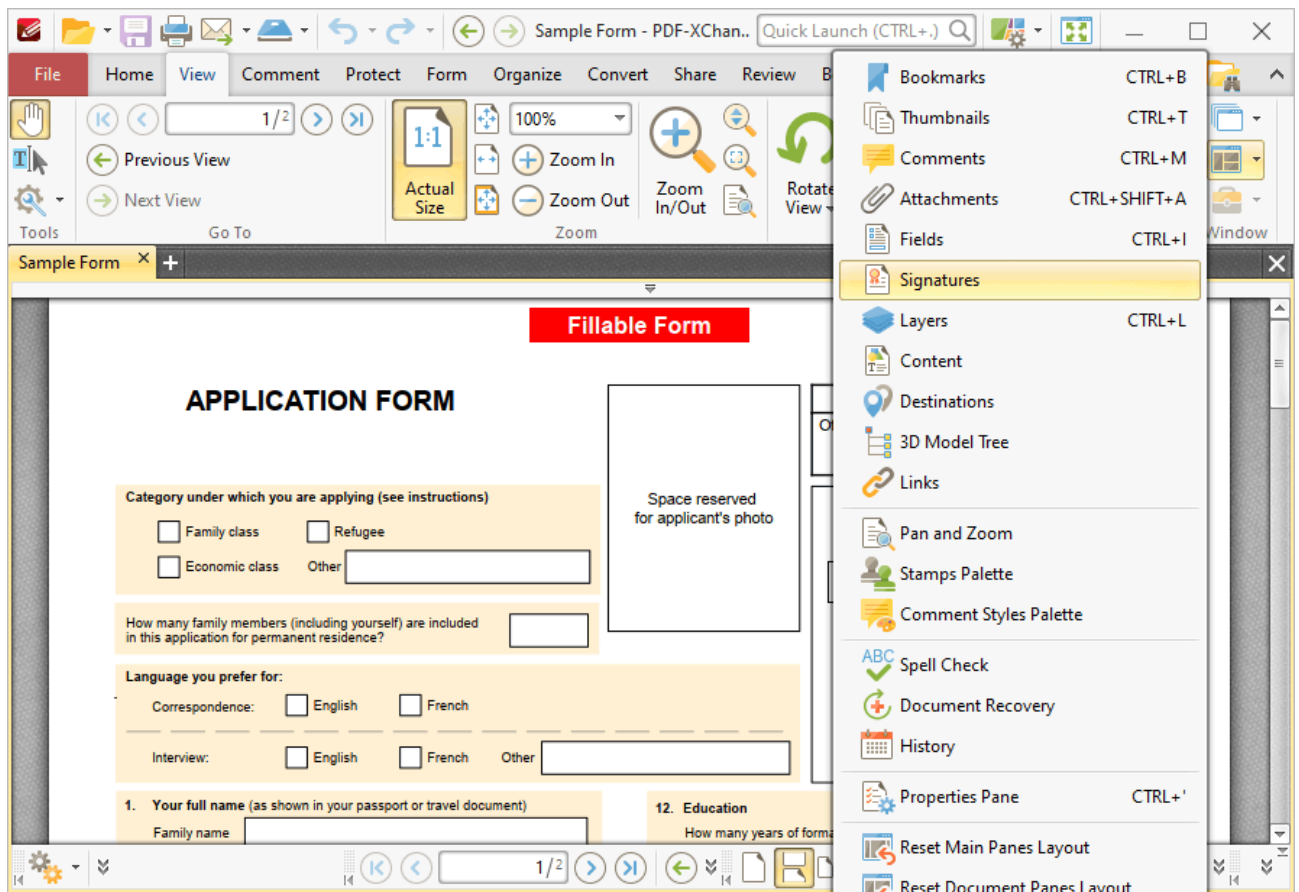 Sample Form - PDF-XChan..
Quick Launch (CTRL+.)
File Home View Comment Protect Form Organize Convert Share Review B
1/2
Previous View
Next View
Go To
Tools
1:1
Actual Size
100%
Zoom In
Zoom Out
Zoom
Zoom In/Out
Rotate View
Window
Bookmarks CTRL+B
Thumbnails CTRL+T
Comments CTRL+M
Attachments CTRL+SHIFT+A
Fields CTRL+I
Signatures
Layers CTRL+L
Content
Destinations
3D Model Tree
Links
Pan and Zoom
Stamps Palette
Comment Styles Palette
ABC
Spell Check
Document Recovery
History
Properties Pane CTRL+'
Reset Main Panes Layout
Reset Document Panes Layout
Sample Form
Fillable Form
APPLICATION FORM
Space reserved
for applicant's photo
Category under which you are applying (see instructions)
Family class Refugee
Economic class Other
How many family members (including yourself) are included
in this application for permanent residence?
Language you prefer for:
Correspondence: English French
Interview: English French Other
1. Your full name (as shown in your passport or travel document)
Family name
12. Education
How many years of forma
1/2